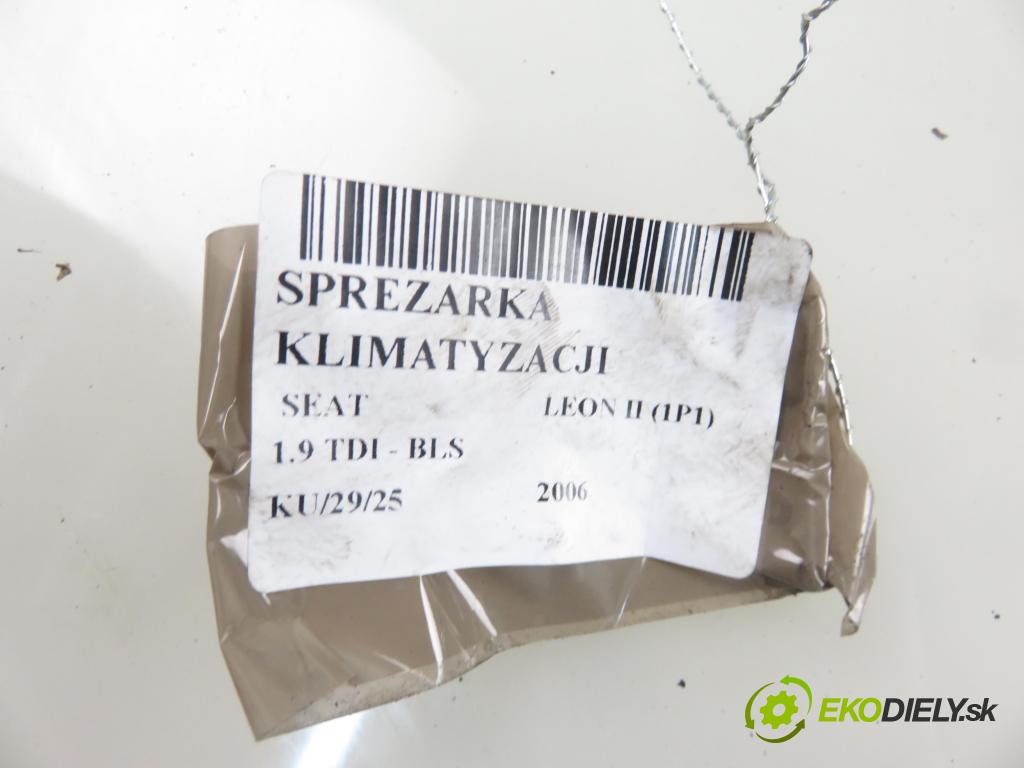 SPREZARKA
KLIMATYZACJI
SEAT LEON II (1P1)
1.9 TDI - BLS
KU/29/25 2006
EKODIELY.sk